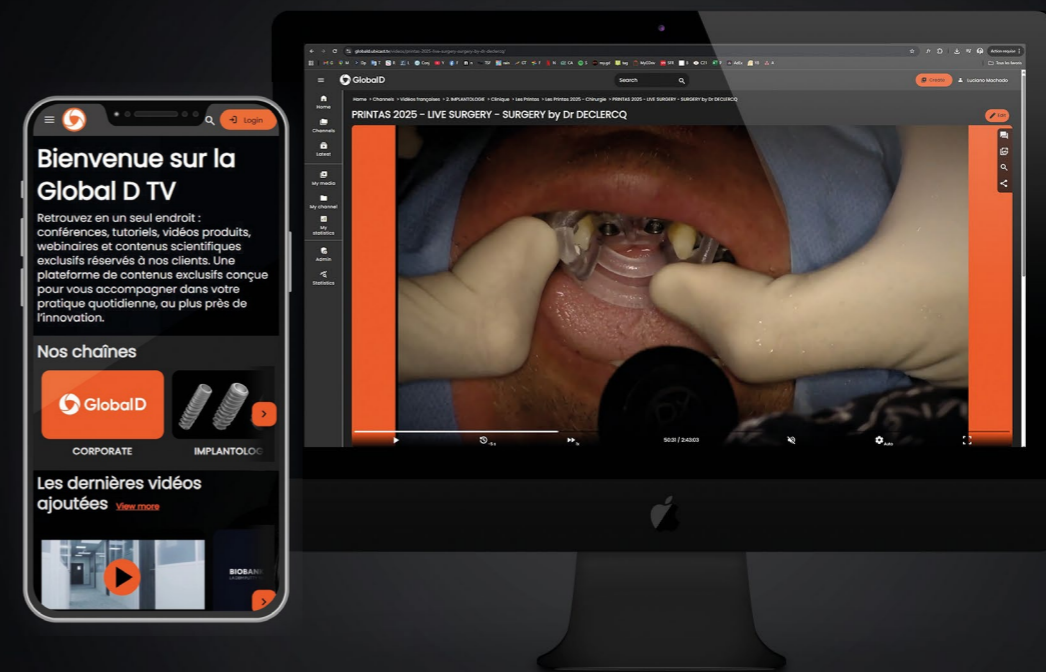 Login
Bienvenue sur la
Global D TV
Retrouvez en un seul endroit :
conférences, tutoriels, vidéos produits,
webinaires et contenus scientifiques
exclusifs réservés à nos clients. Une
plateforme de contenus exclusifs conçue
pour vous accompagner dans votre
pratique quotidienne, au plus près de
l'innovation.
Nos chaînes
GlobalD
CORPORATE
IMPLANTOLOG
Les dernières vidéos
ajoutées View more
BIOBAN
GlobalD
Search
Luciano Machado
Home > Channels > Vidéos françaises > 2. IMPLANTOLOGIE > Clinique > Les Printas > Les Printas 2025 - Chirurgie > PRINTAS 2025 - LIVE SURGERY - SURGERY by Dr DECLERCQ
PRINTAS 2025 - LIVE SURGERY - SURGERY by Dr DECLERCQ
Edit
Home
Channels
Latest
My media
My channel
My
statistics
Admin
Statistics
50:31 / 2:43:03
Auto